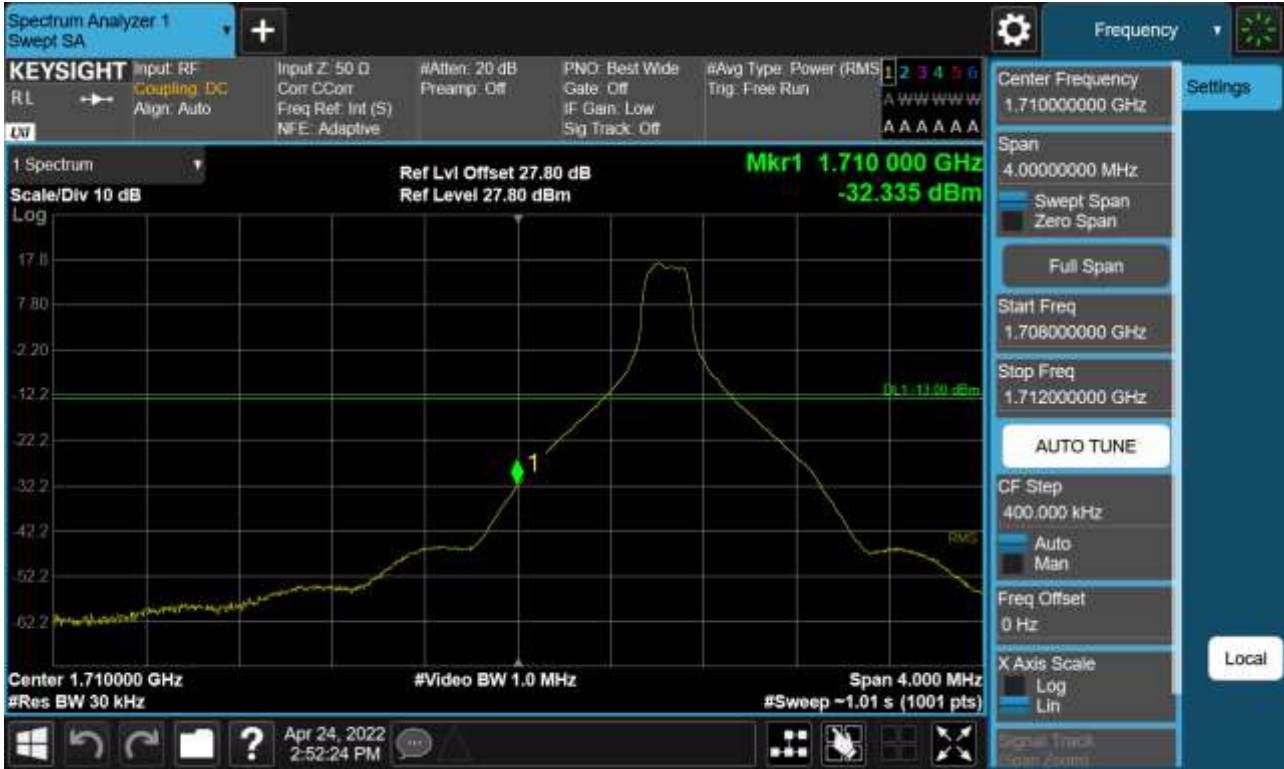 Spectrum Analyzer 1
Swept SA
+
Frequency
KEYSIGHT
RL
LXI
Input: RF
Coupling: DC
Align: Auto
Input Z: 50 Ω
Corr CCorr
Freq Ref: Int (S)
NFE: Adaptive
#Atten: 20 dB
Preamp: Off
PNO: Best Wide
Gate: Off
IF Gain: Low
Sig Track: Off
#Avg Type: Power (RMS
Trig: Free Run
1 2 3 4 5 6
A W W W W W
A A A A A A
1 Spectrum
Scale/Div 10 dB
Log
Ref Lvl Offset 27.80 dB
Ref Level 27.80 dBm
Mkr1 1.710 000 GHz
-32.335 dBm
17.8
7.80
-2.20
-12.2
-22.2
-32.2
-42.2
-52.2
-62.2
DL1 -13.00 dBm
1
RMS
Center 1.710000 GHz
#Video BW 1.0 MHz
Span 4.000 MHz
#Res BW 30 kHz
#Sweep ~1.01 s (1001 pts)
Center Frequency
1.710000000 GHz
Settings
Span
4.00000000 MHz
Swept Span
Zero Span
Full Span
Start Freq
1.708000000 GHz
Stop Freq
1.712000000 GHz
AUTO TUNE
CF Step
400.000 kHz
Auto
Man
Freq Offset
0 Hz
X Axis Scale
Log
Lin
Signal Track
(Span Zoom)
Local
?
Apr 24, 2022
2:52:24 PM